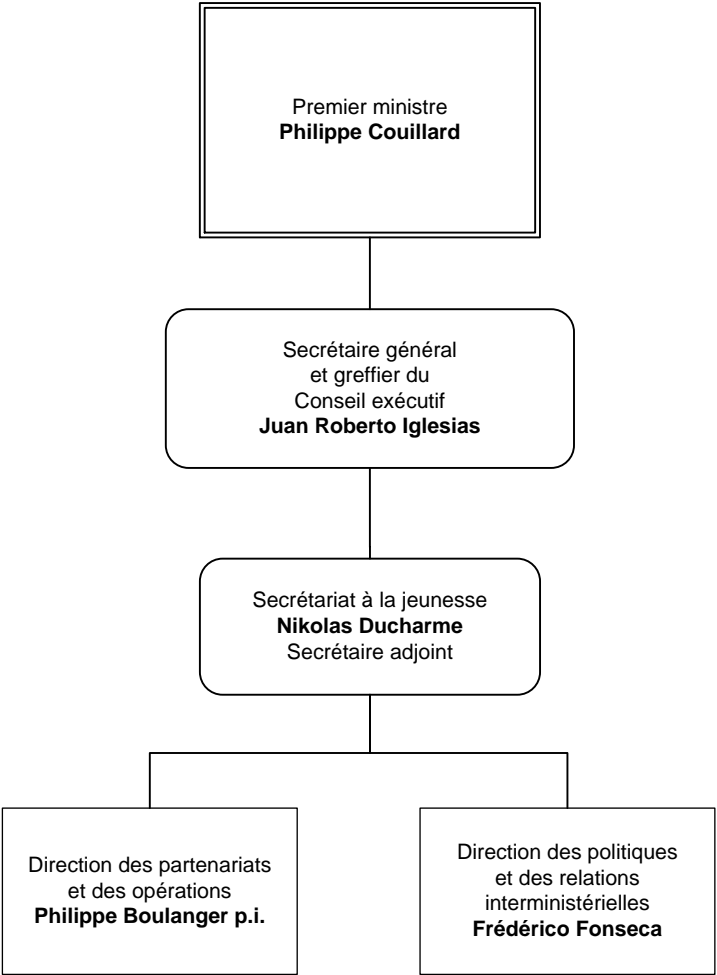 Premier ministre
Philippe Couillard
Secrétaire général
et greffier du
Conseil exécutif
Juan Roberto Iglesias
Secrétariat à la jeunesse
Nikolas Ducharme
Secrétaire adjoint
Direction des partenariats
et des opérations
Philippe Boulanger p.i.
Direction des politiques
et des relations
interministérielles
Frédérico Fonseca